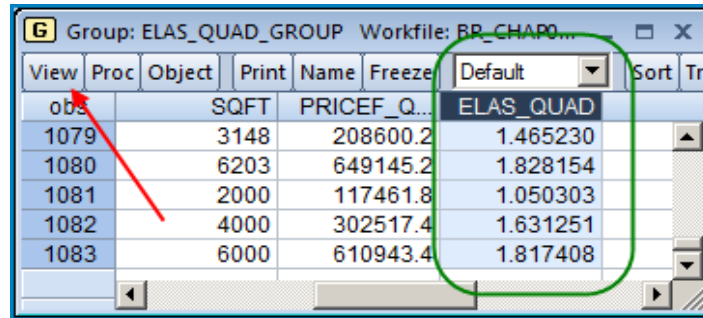 G Group: ELAS_QUAD_GROUP Workfile: BR_CHAP0...
View Proc Object Print Name Freeze Default Sort Tr
obs SQFT PRICEF_Q... ELAS_QUAD
1079 3148 208600.2 1.465230
1080 6203 649145.2 1.828154
1081 2000 117461.8 1.050303
1082 4000 302517.4 1.631251
1083 6000 610943.4 1.817408